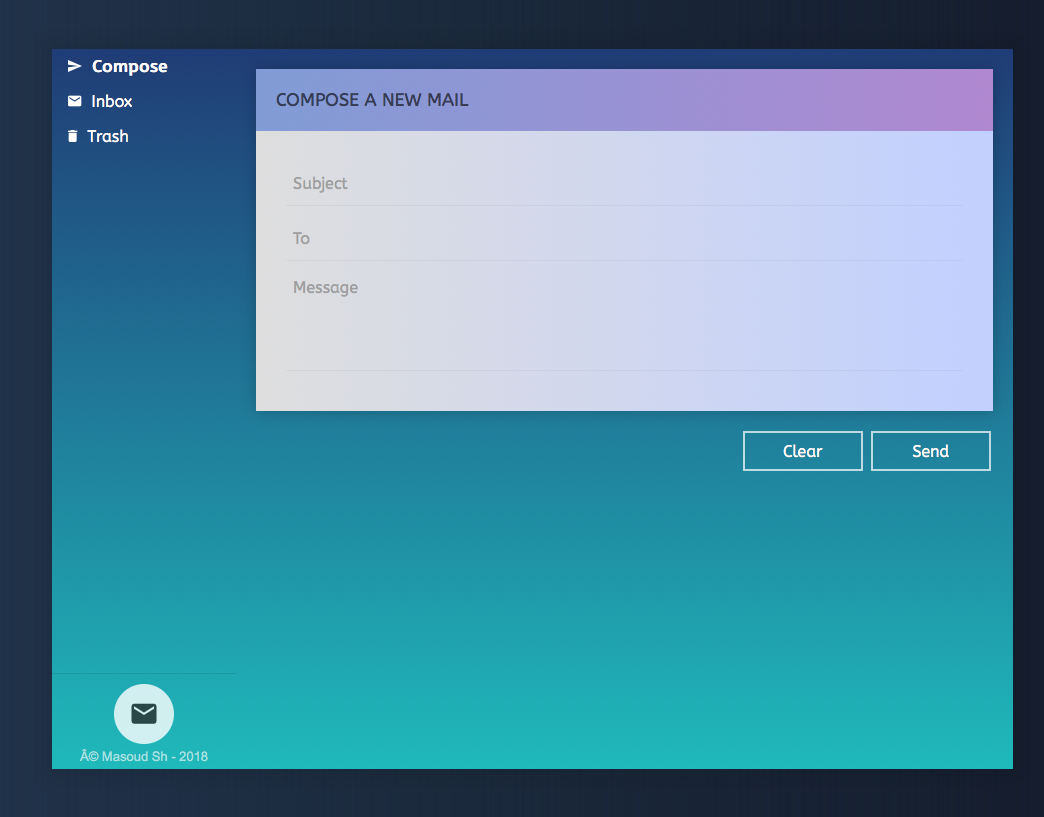 Compose
Inbox
Trash
COMPOSE A NEW MAIL
Subject
To
Message
Clear
Send
Â© Masoud Sh - 2018